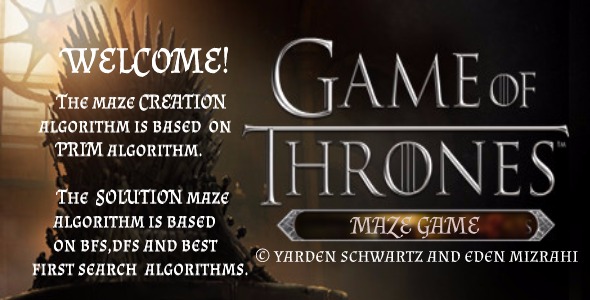 WELCOME!
THE MAZE CREATION
ALGORITHM IS BASED ON
PRIM ALGORITHM.
THE SOLUTION MAZE
ALGORITHM IS BASED
ON BFS,DFS AND BEST
FIRST SEARCH ALGORITHMS.
GAME OF
THRONES™
MAZE GAME
© YARDEN SCHWARTZ AND EDEN MIZRAHI